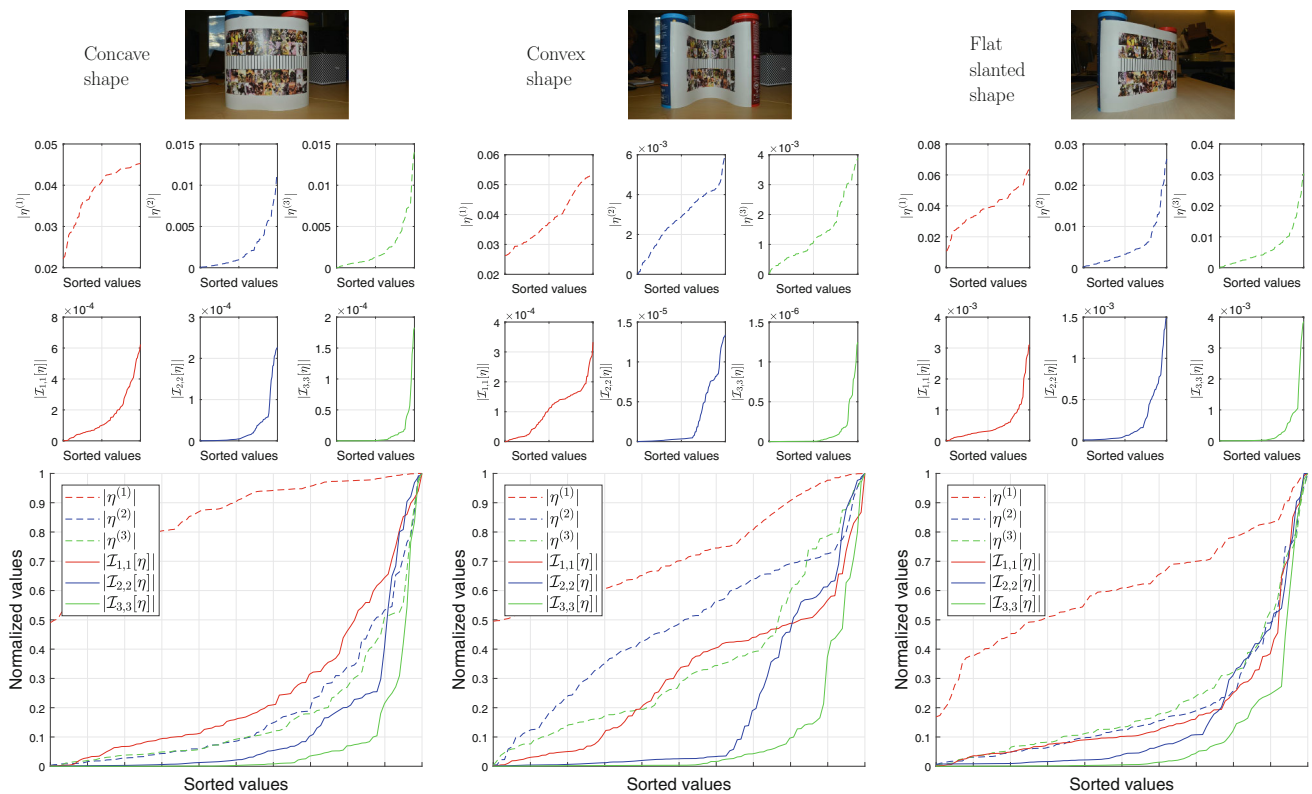 Concave
shape
Convex
shape
Flat
slanted
shape
0.05
0.04
0.03
0.02
|η^(1)|
Sorted values
0.015
0.01
0.005
0
|η^(2)|
Sorted values
0.015
0.01
0.005
0
|η^(3)|
Sorted values
0.06
0.05
0.04
0.03
0.02
|η^(1)|
Sorted values
×10^-3
6
4
2
0
|η^(2)|
Sorted values
×10^-3
4
3
2
1
0
|η^(3)|
Sorted values
0.08
0.06
0.04
0.02
0
|η^(1)|
Sorted values
0.03
0.02
0.01
0
|η^(2)|
Sorted values
0.04
0.03
0.02
0.01
0
|η^(3)|
Sorted values
×10^-4
8
6
4
2
0
|I_1,1[η]|
Sorted values
×10^-4
3
2
1
0
|I_2,2[η]|
Sorted values
×10^-4
2
1.5
1
0.5
0
|I_3,3[η]|
Sorted values
×10^-4
4
3
2
1
0
|I_1,1[η]|
Sorted values
×10^-5
1.5
1
0.5
0
|I_2,2[η]|
Sorted values
×10^-6
1.5
1
0.5
0
|I_3,3[η]|
Sorted values
×10^-3
4
3
2
1
0
|I_1,1[η]|
Sorted values
×10^-3
1.5
1
0.5
0
|I_2,2[η]|
Sorted values
×10^-3
4
3
2
1
0
|I_3,3[η]|
Sorted values
1
0.9
0.8
0.7
0.6
0.5
0.4
0.3
0.2
0.1
0
Normalized values
|η^(1)|
|η^(2)|
|η^(3)|
|I_1,1[η]|
|I_2,2[η]|
|I_3,3[η]|
Sorted values
1
0.9
0.8
0.7
0.6
0.5
0.4
0.3
0.2
0.1
0
Normalized values
|η^(1)|
|η^(2)|
|η^(3)|
|I_1,1[η]|
|I_2,2[η]|
|I_3,3[η]|
Sorted values
1
0.9
0.8
0.7
0.6
0.5
0.4
0.3
0.2
0.1
0
Normalized values
|η^(1)|
|η^(2)|
|η^(3)|
|I_1,1[η]|
|I_2,2[η]|
|I_3,3[η]|
Sorted values